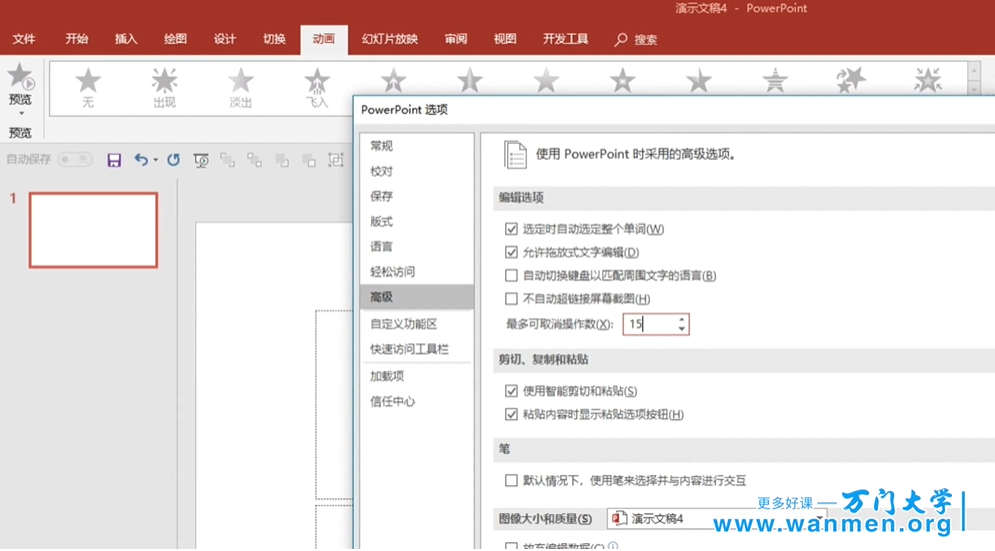 演示文稿4 - PowerPoint
文件 开始 插入 绘图 设计 切换 动画 幻灯片放映 审阅 视图 开发工具 搜索
预览
无 出现 淡出 飞入
预览
自动保存
1
PowerPoint 选项
常规
校对
保存
版式
语言
轻松访问
高级
自定义功能区
快速访问工具栏
加载项
信任中心
使用 PowerPoint 时采用的高级选项。
编辑选项
选定时自动选定整个单词(W)
允许拖放式文字编辑(D)
自动切换键盘以匹配周围文字的语言(B)
不自动超链接屏幕截图(H)
最多可取消操作数(X): 15
剪切、复制和粘贴
使用智能剪切和粘贴(S)
粘贴内容时显示粘贴选项按钮(H)
笔
默认情况下，使用笔来选择并与内容进行交互
图像大小和质量(S) 演示文稿4
放弃编辑数据(C)
更多好课 — 万门大学
www.wanmen.org